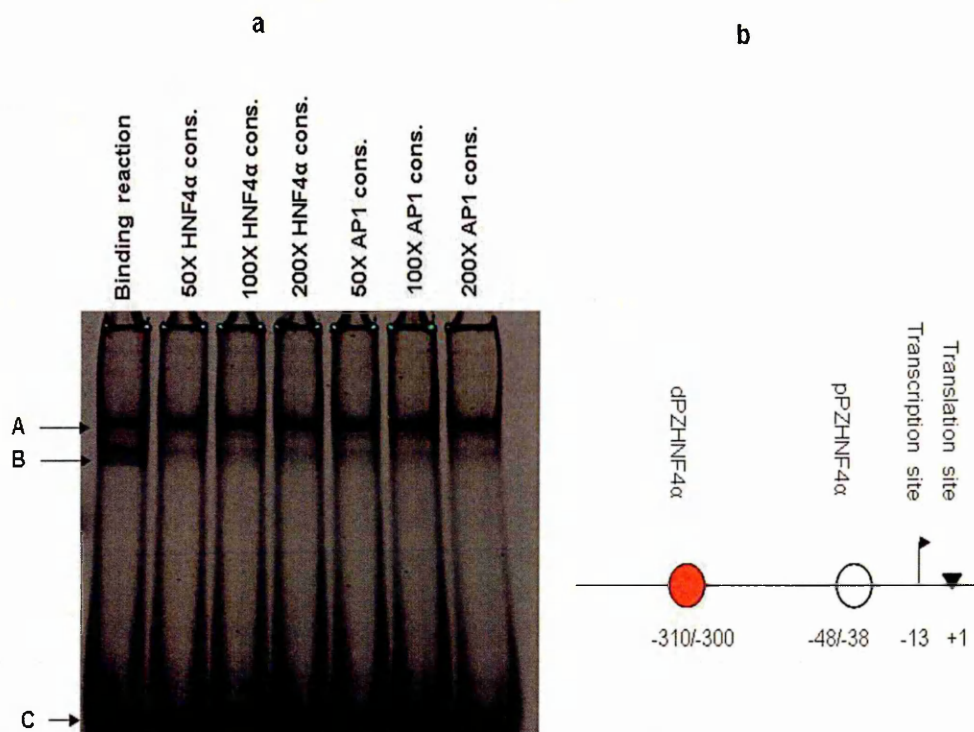 a
b
Binding reaction
50X HNF4α cons.
100X HNF4α cons.
200X HNF4α cons.
50X AP1 cons.
100X AP1 cons.
200X AP1 cons.
A
B
C
dPZHNF4α
pPZHNF4α
Transcription site
Translation site
-310/-300
-48/-38
-13
+1